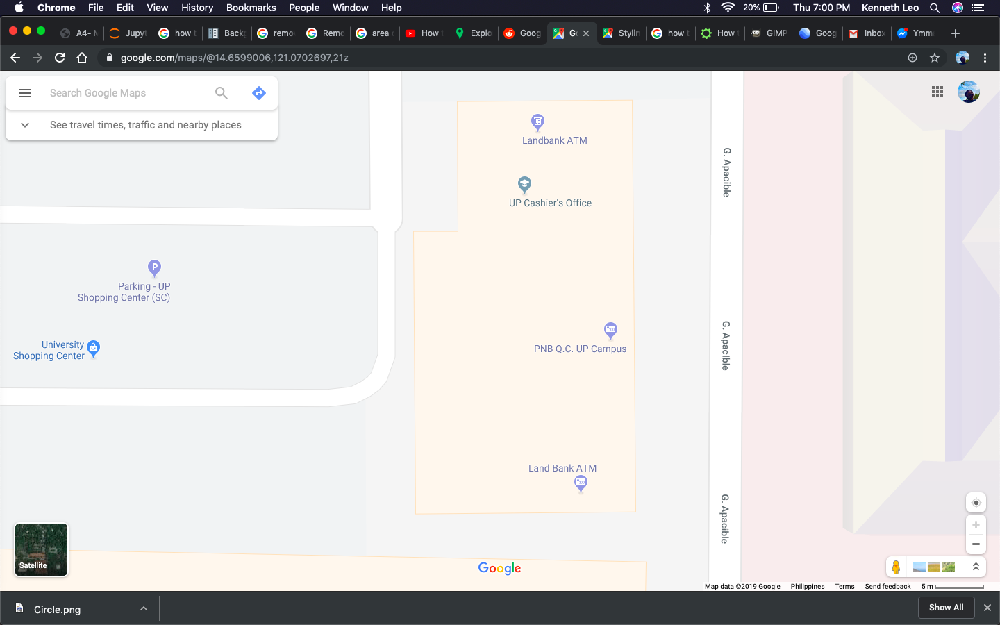 Chrome File Edit View History Bookmarks People Window Help 20% Thu 7:00 PM Kenneth Leo
A4- M Jupyt how t Backg remov Remo area o How t Explo Goog Go Stylin how t How t GIMP Goog Inbox Ymma
google.com/maps/@14.6599006,121.0702697,21z
Search Google Maps
See travel times, traffic and nearby places
Landbank ATM
UP Cashier's Office
G. Apacible
Parking - UP
Shopping Center (SC)
University
Shopping Center
PNB Q.C. UP Campus
G. Apacible
Land Bank ATM
G. Apacible
Satellite
Google
Map data ©2019 Google Philippines Terms Send feedback 5 m
Circle.png
Show All